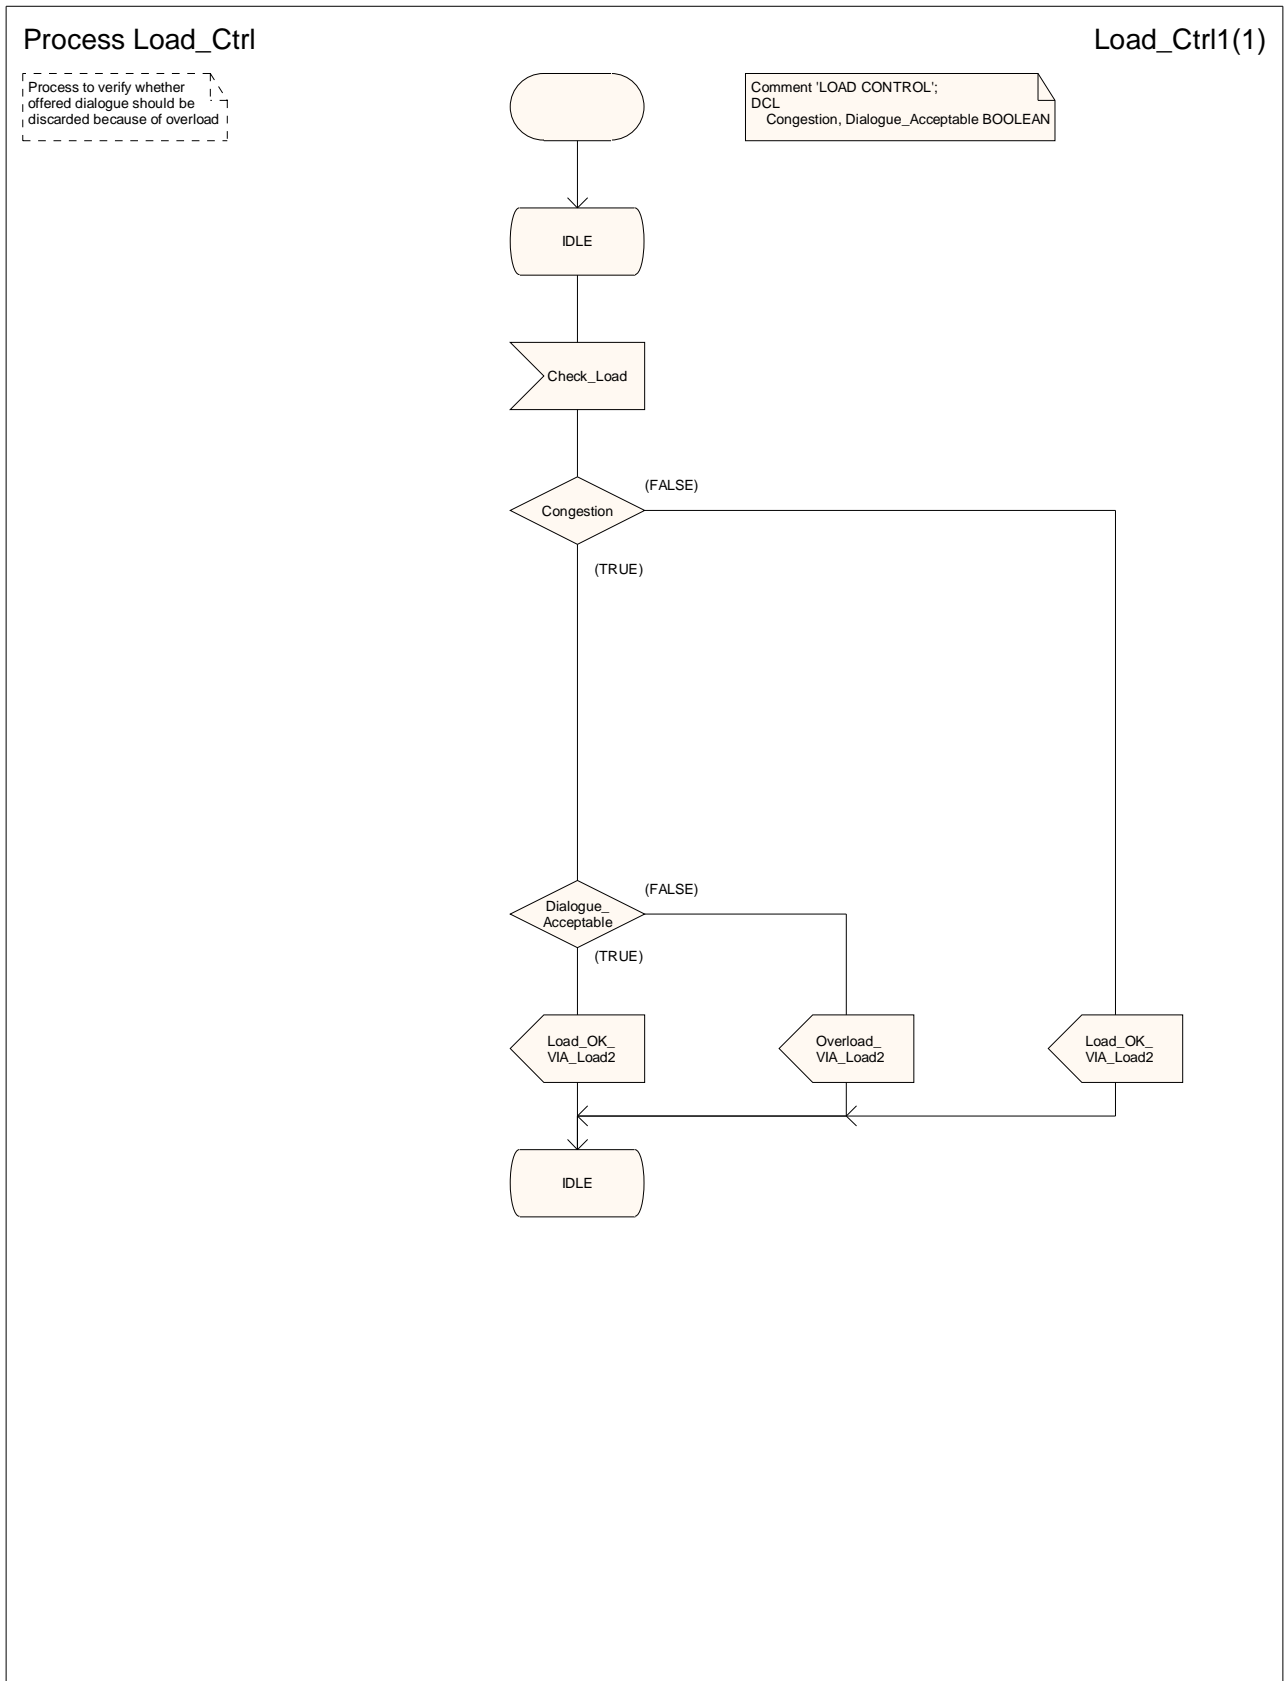 Process Load_Ctrl
Load_Ctrl1(1)
Process to verify whether
offered dialogue should be
discarded because of overload
Comment 'LOAD CONTROL';
DCL
Congestion, Dialogue_Acceptable BOOLEAN
IDLE
Check_Load
(FALSE)
Congestion
(TRUE)
(FALSE)
Dialogue_
Acceptable
(TRUE)
Load_OK_
VIA_Load2
Overload_
VIA_Load2
Load_OK_
VIA_Load2
IDLE